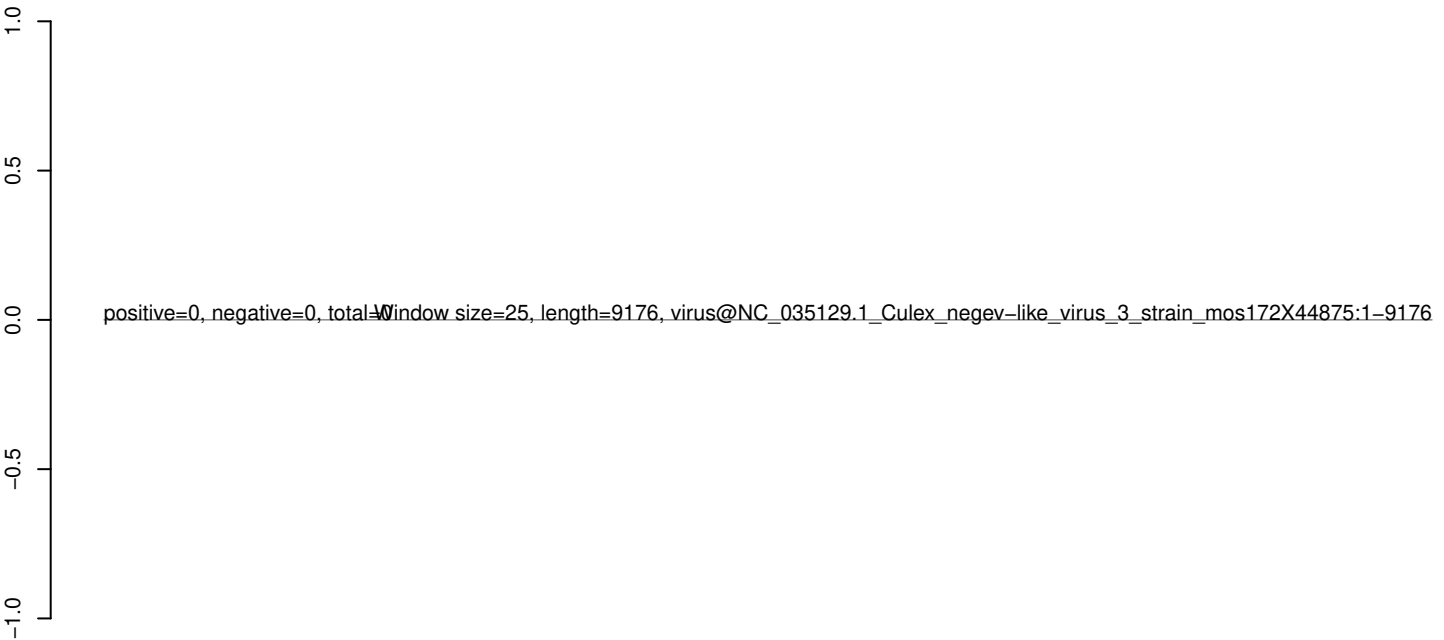 1.0
0.5
0.0
−0.5
−1.0
positive=0, negative=0, total=0
Window size=25, length=9176, virus@NC_035129.1_Culex_negev−like_virus_3_strain_mos172X44875:1−9176